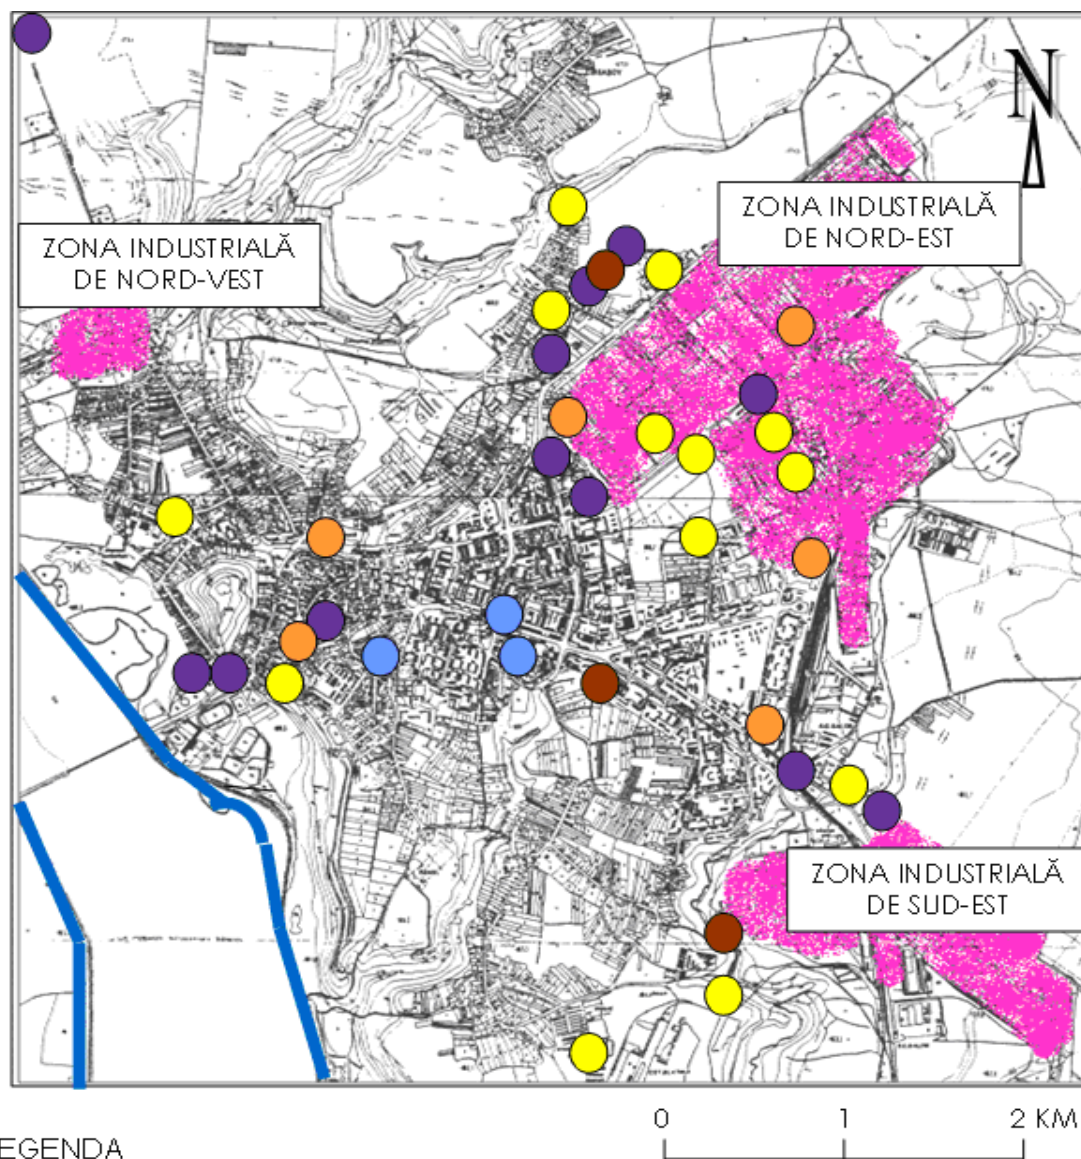 N
ZONA INDUSTRIALĂ
DE NORD-EST
ZONA INDUSTRIALĂ
DE NORD-VEST
ZONA INDUSTRIALĂ
DE SUD-EST
0 1 2 KM
EGENDA